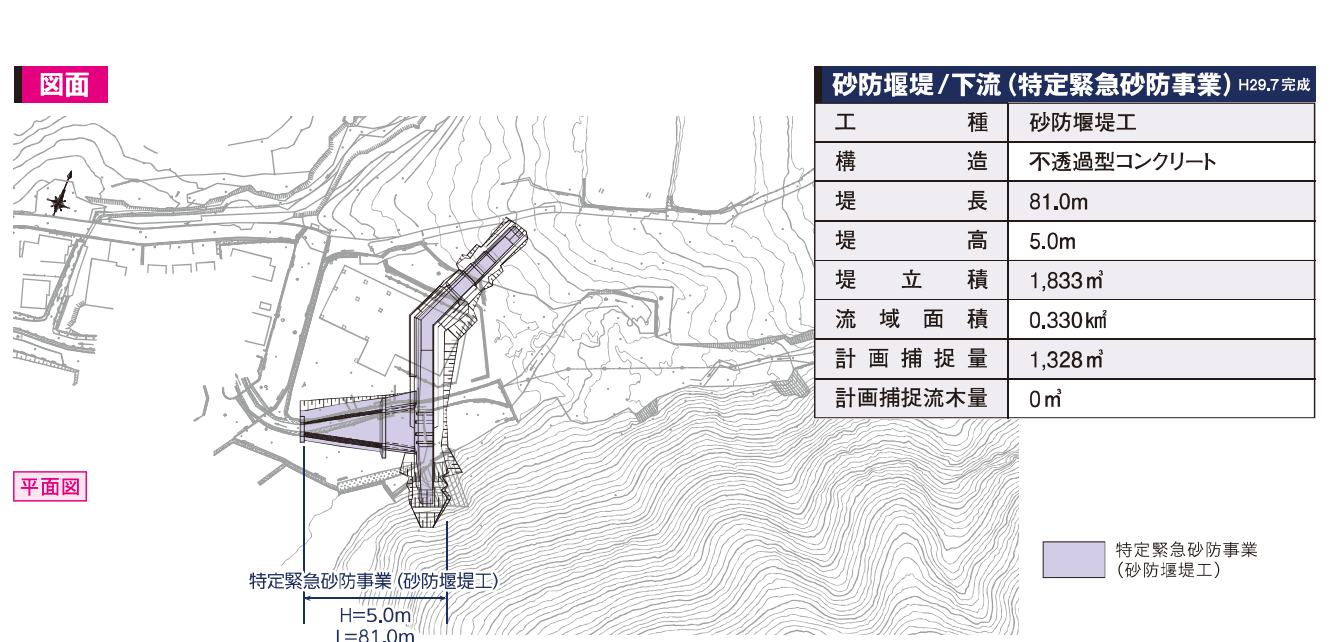 図面
砂防堰堤/下流(特定緊急砂防事業) H29.7完成
工種 砂防堰堤工
構造 不透過型コンクリート
堤長 81.0m
堤高 5.0m
堤立積 1,833㎥
流域面積 0.330㎢
計画捕捉量 1,328㎥
計画捕捉流木量 0㎥
平面図
特定緊急砂防事業(砂防堰堤工)
H=5.0m
L=81.0m
特定緊急砂防事業
(砂防堰堤工)